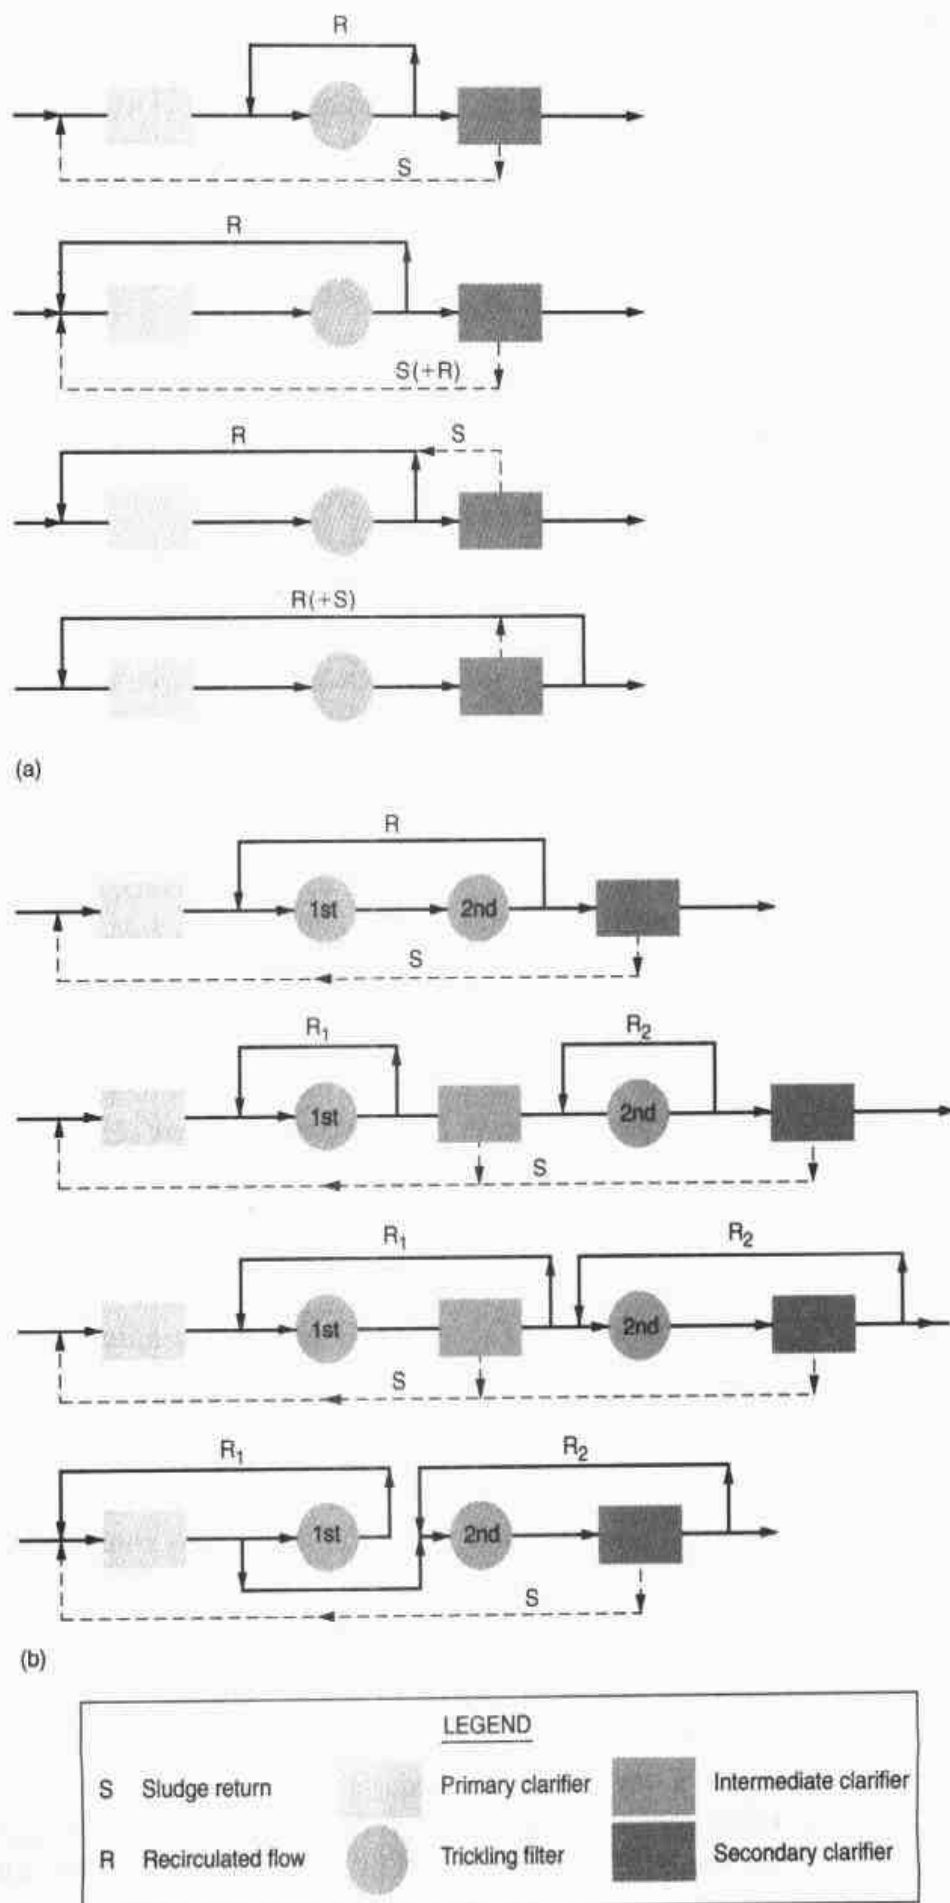 R
S
R
S(+R)
R
S
R(+S)
(a)
R
1st
2nd
S
R₁
R₂
1st
2nd
S
R₁
R₂
1st
2nd
S
R₁
R₂
1st
2nd
S
(b)
LEGEND
S Sludge return
Primary clarifier
Intermediate clarifier
R Recirculated flow
Trickling filter
Secondary clarifier